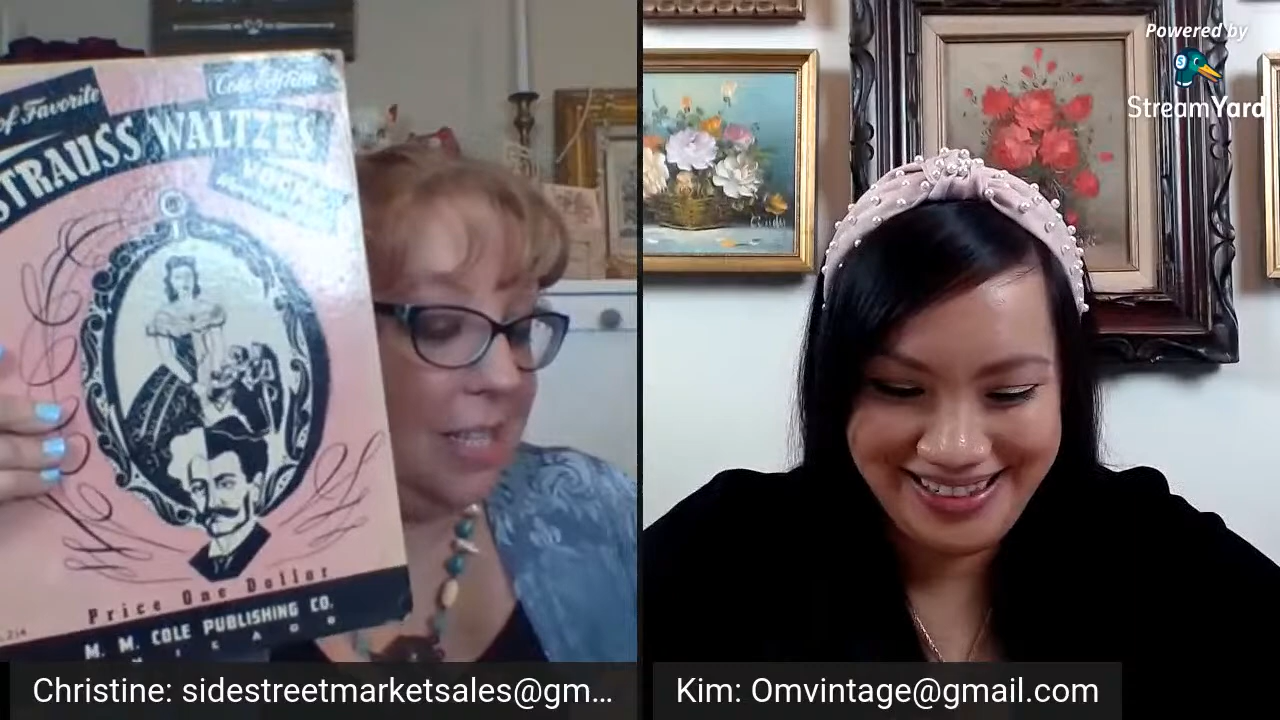 of Favorite
Cole Edition
STRAUSS WALTZES
Price One Dollar
M. M. COLE PUBLISHING CO.
Powered by
StreamYard
Christine: sidestreetmarketsales@gm...
Kim: Omvintage@gmail.com